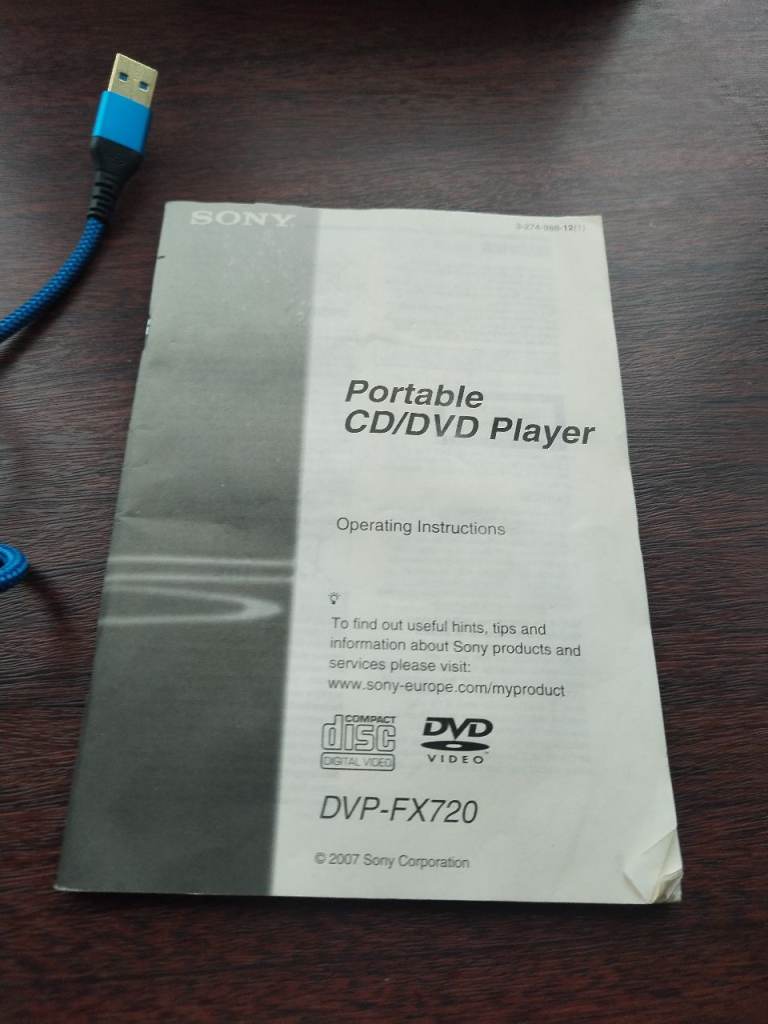 SONY
Portable
CD/DVD Player
Operating Instructions
To find out useful hints, tips and
information about Sony products and
services please visit:
www.sony-europe.com/myproduct
COMPACT
disc
DIGITAL VIDEO
DVD
VIDEO
DVP-FX720
© 2007 Sony Corporation